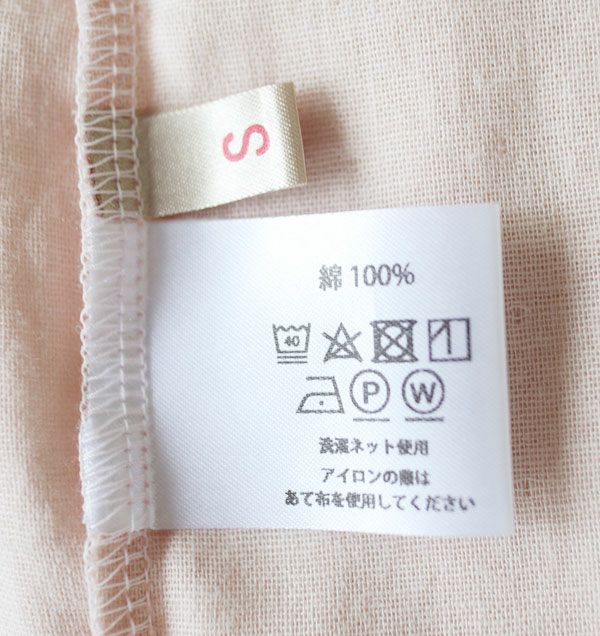 S
綿 100%
40
P W
洗濯ネット使用
アイロンの際は
あて布を使用してください